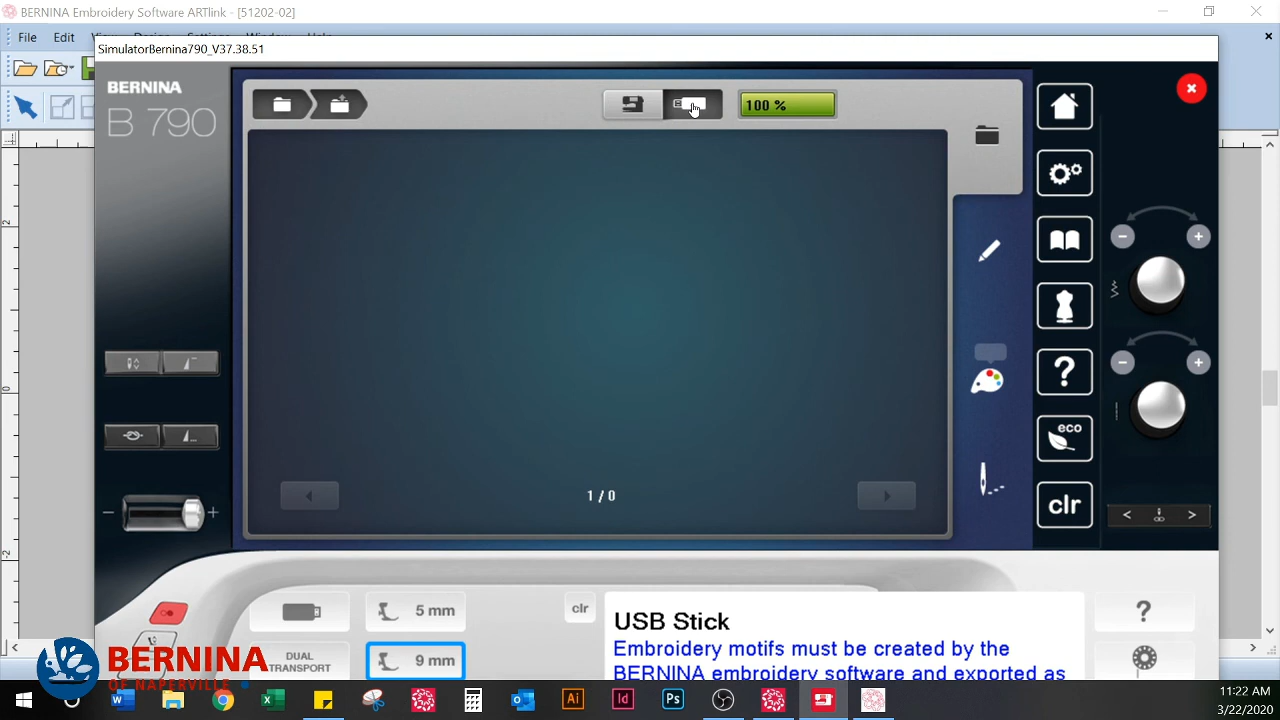 BERNINA Embroidery Software ARTlink - [51202-02]
File Edit
SimulatorBernina790_V37.38.51
BERNINA
B 790
100 %
eco
clr
1 / 0
5 mm
clr
USB Stick
DUAL
TRANSPORT
9 mm
Embroidery motifs must be created by the
BERNINA embroidery software and exported as
BERNINA
OF NAPERVILLE
11:22 AM
3/22/2020